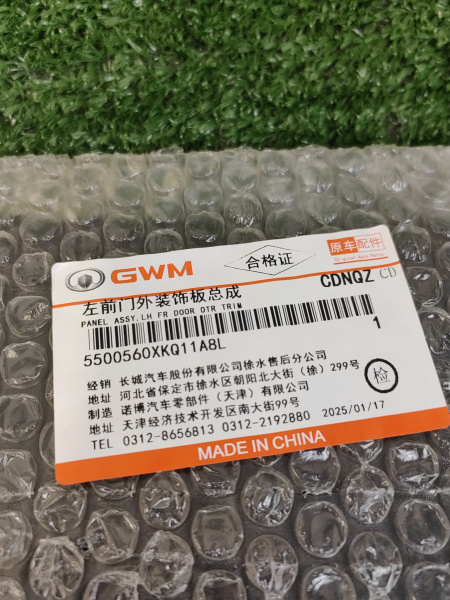 GWM
合格证
原车配件
Original Auto Parts
左前门外装饰板总成
CDNQZ CD
PANEL ASSY.LH FR DOOR OTR TRIM
5500560XKQ11A8L
1
经销 长城汽车股份有限公司徐水售后分公司
地址 河北省保定市徐水区朝阳北大街(徐)299号
制造 诺博汽车零部件(天津)有限公司
地址 天津经济技术开发区南大街99号
TEL 0312-8656813 0312-2192880 2025/01/17
检
MADE IN CHINA